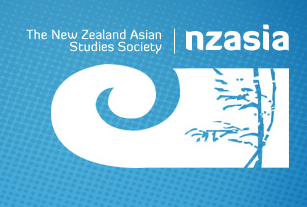 The New Zealand Asian
Studies Society
nzasia